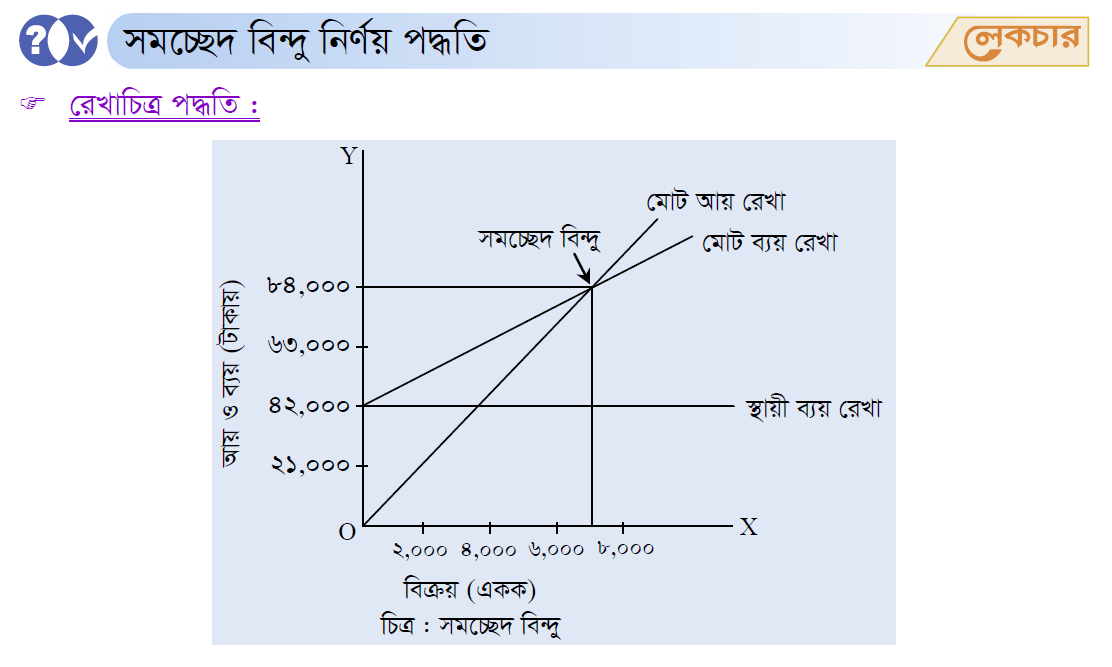 সমচ্ছেদ বিন্দু নির্ণয় পদ্ধতি
লেকচার
☞ রেখাচিত্র পদ্ধতি :
Y
মোট আয় রেখা
সমচ্ছেদ বিন্দু
মোট ব্যয় রেখা
৮৪,০০০
৬৩,০০০
৪২,০০০
স্থায়ী ব্যয় রেখা
২১,০০০
আয় ও ব্যয় (টাকায়)
O
X
২,০০০ ৪,০০০ ৬,০০০ ৮,০০০
বিক্রয় (একক)
চিত্র : সমচ্ছেদ বিন্দু